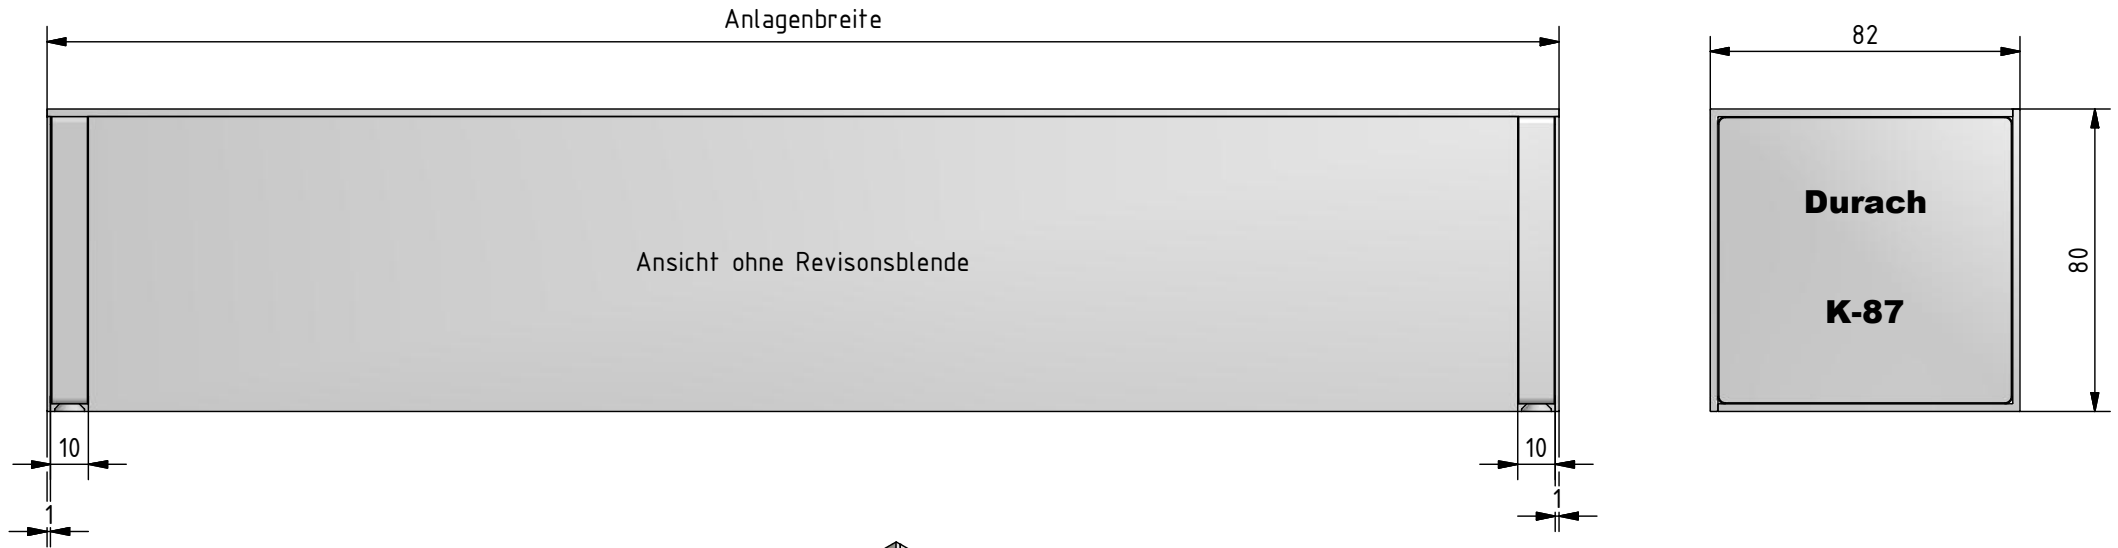 Anlagenbreite
82
Durach
Ansicht ohne Revisonsblende
80
K-87
10
10
1
1